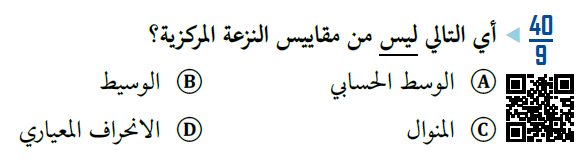 40/9 أي التالي ليس من مقاييس النزعة المركزية؟
A الوسط الحسابي B الوسيط
C المنوال D الانحراف المعياري